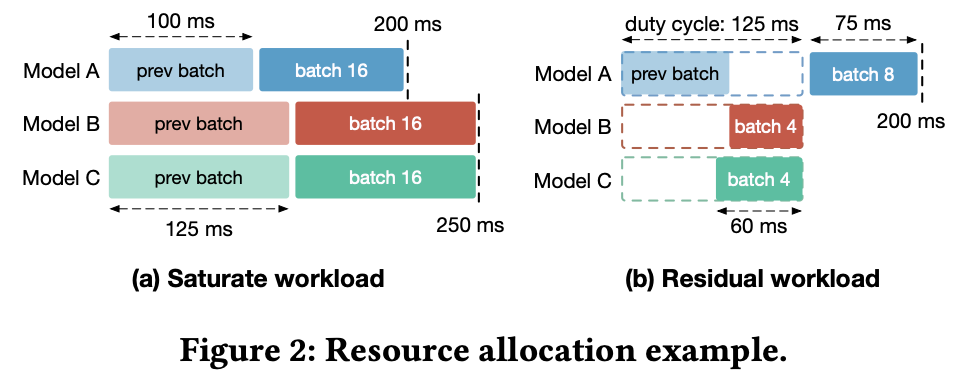 100 ms
200 ms
Model A
prev batch
batch 16
Model B
prev batch
batch 16
Model C
prev batch
batch 16
125 ms
250 ms
(a) Saturate workload
duty cycle: 125 ms
75 ms
Model A
prev batch
batch 8
200 ms
Model B
batch 4
Model C
batch 4
60 ms
(b) Residual workload
Figure 2: Resource allocation example.